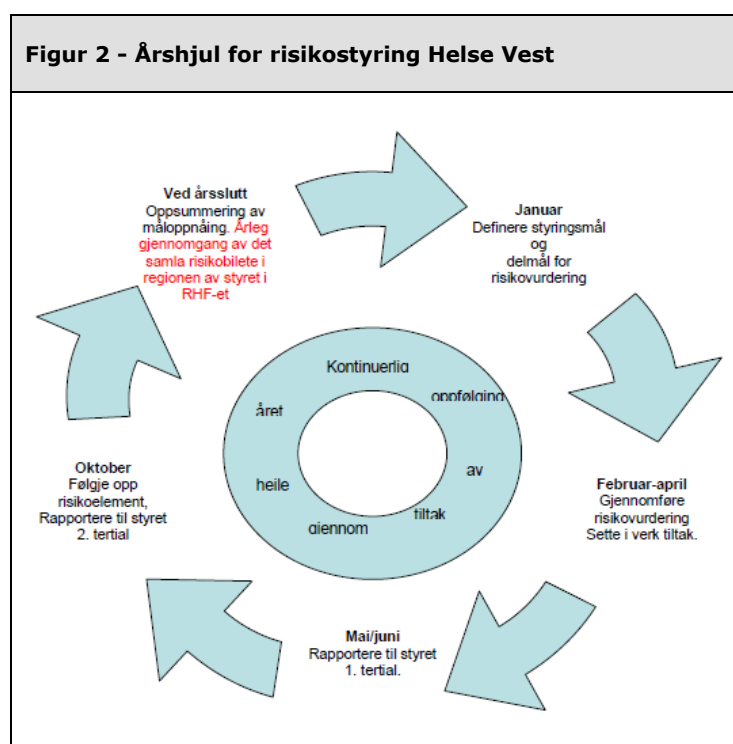 Figur 2 - Årshjul for risikostyring Helse Vest
Ved årsslutt
Oppsummering av
måloppnåing. Årleg
gjennomgang av det
samla risikobilete i
regionen av styret i
RHF-et
Januar
Definere styringsmål
og
delmål for
risikovurdering
Februar-april
Gjennomføre
risikovurdering
Sette i verk tiltak.
Mai/juni
Rapportere til styret
1. tertial.
Oktober
Følgje opp
risikoelement,
Rapportere til styret
2. tertial
Kontinuerlig
oppfølging
av
tiltak
gjennom
heile
året